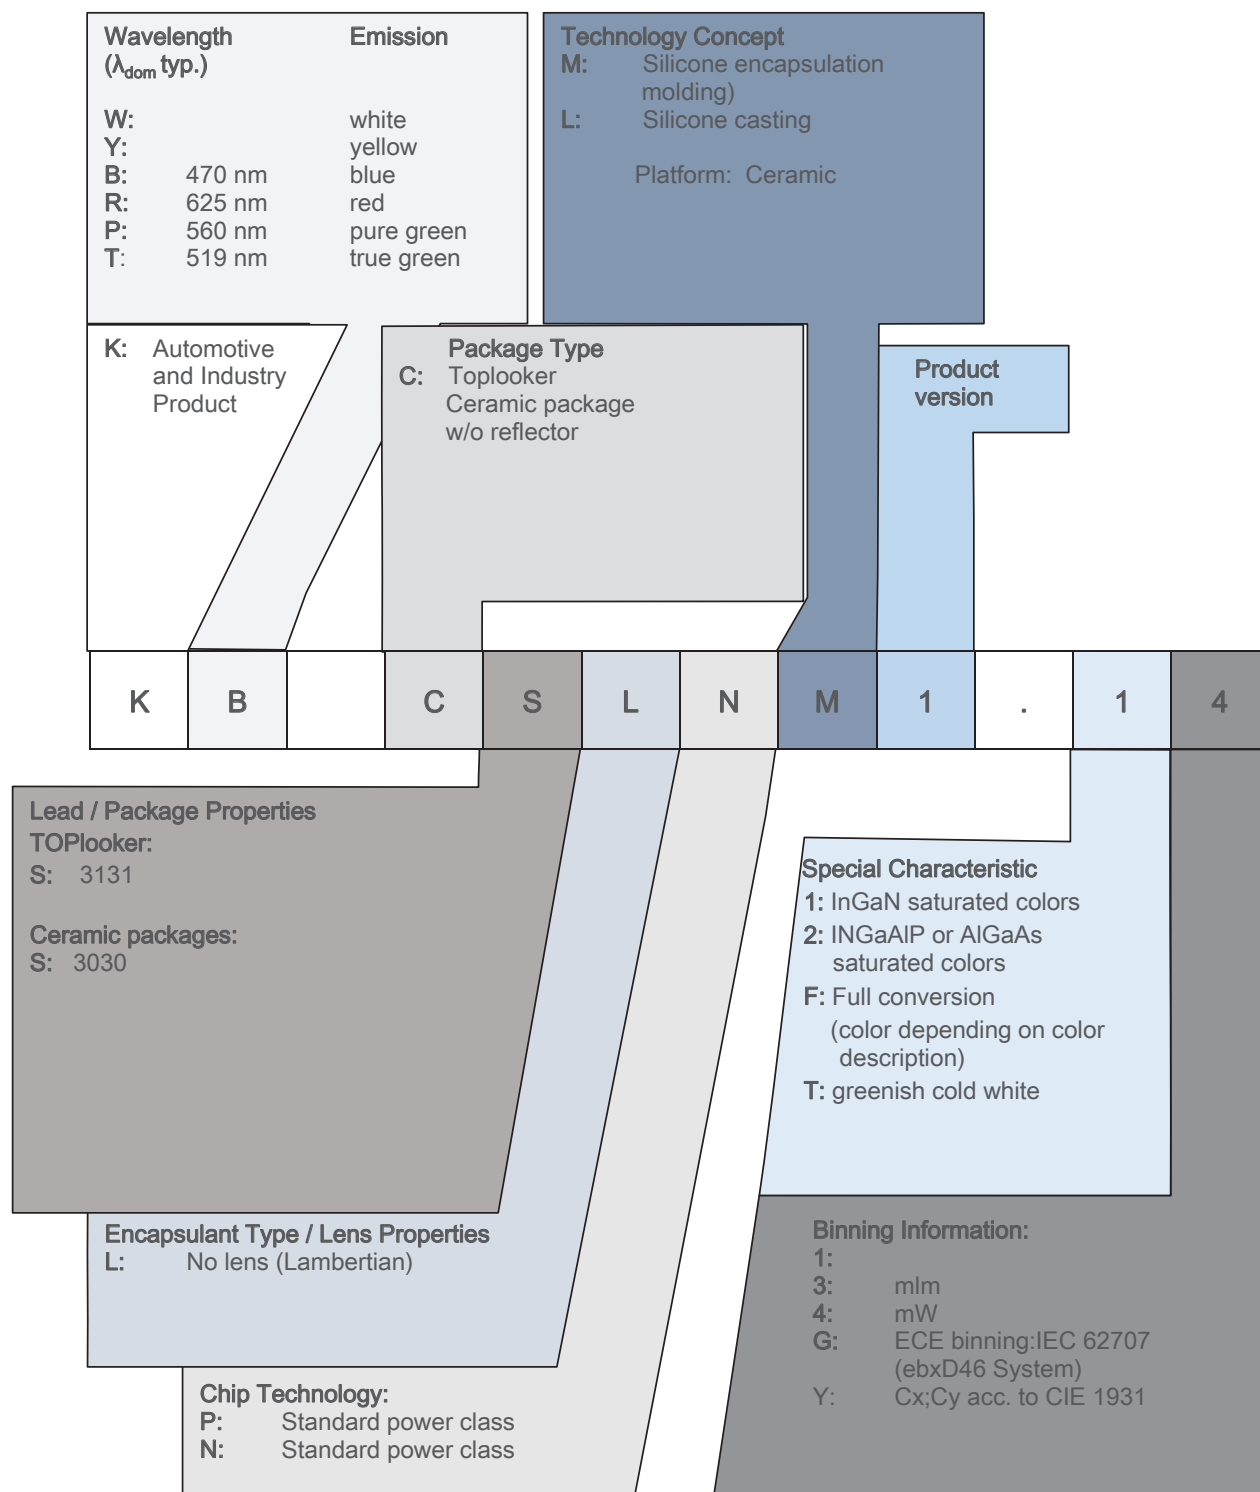 Wavelength Emission
(λdom typ.)
W: white
Y: yellow
B: 470 nm blue
R: 625 nm red
P: 560 nm pure green
T: 519 nm true green
Technology Concept
M: Silicone encapsulation
molding)
L: Silicone casting
Platform: Ceramic
K: Automotive
and Industry
Product
Package Type
C: Toplooker
Ceramic package
w/o reflector
Product
version
K B C S L N M 1 . 1 4
Lead / Package Properties
TOPlooker:
S: 3131
Ceramic packages:
S: 3030
Special Characteristic
1: InGaN saturated colors
2: INGaAlP or AlGaAs
saturated colors
F: Full conversion
(color depending on color
description)
T: greenish cold white
Encapsulant Type / Lens Properties
L: No lens (Lambertian)
Binning Information:
1:
3: mlm
4: mW
G: ECE binning:IEC 62707
(ebxD46 System)
Y: Cx;Cy acc. to CIE 1931
Chip Technology:
P: Standard power class
N: Standard power class